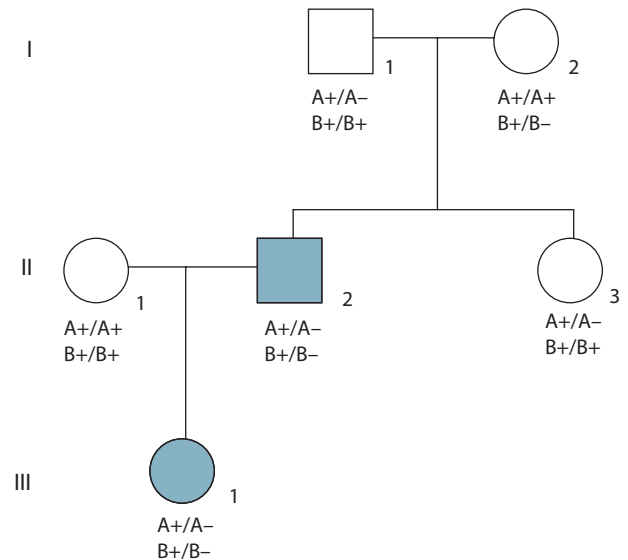 I
1
2
A+/A–
B+/B+
A+/A+
B+/B–
II
1
2
3
A+/A+
B+/B+
A+/A–
B+/B–
A+/A–
B+/B+
III
1
A+/A–
B+/B–